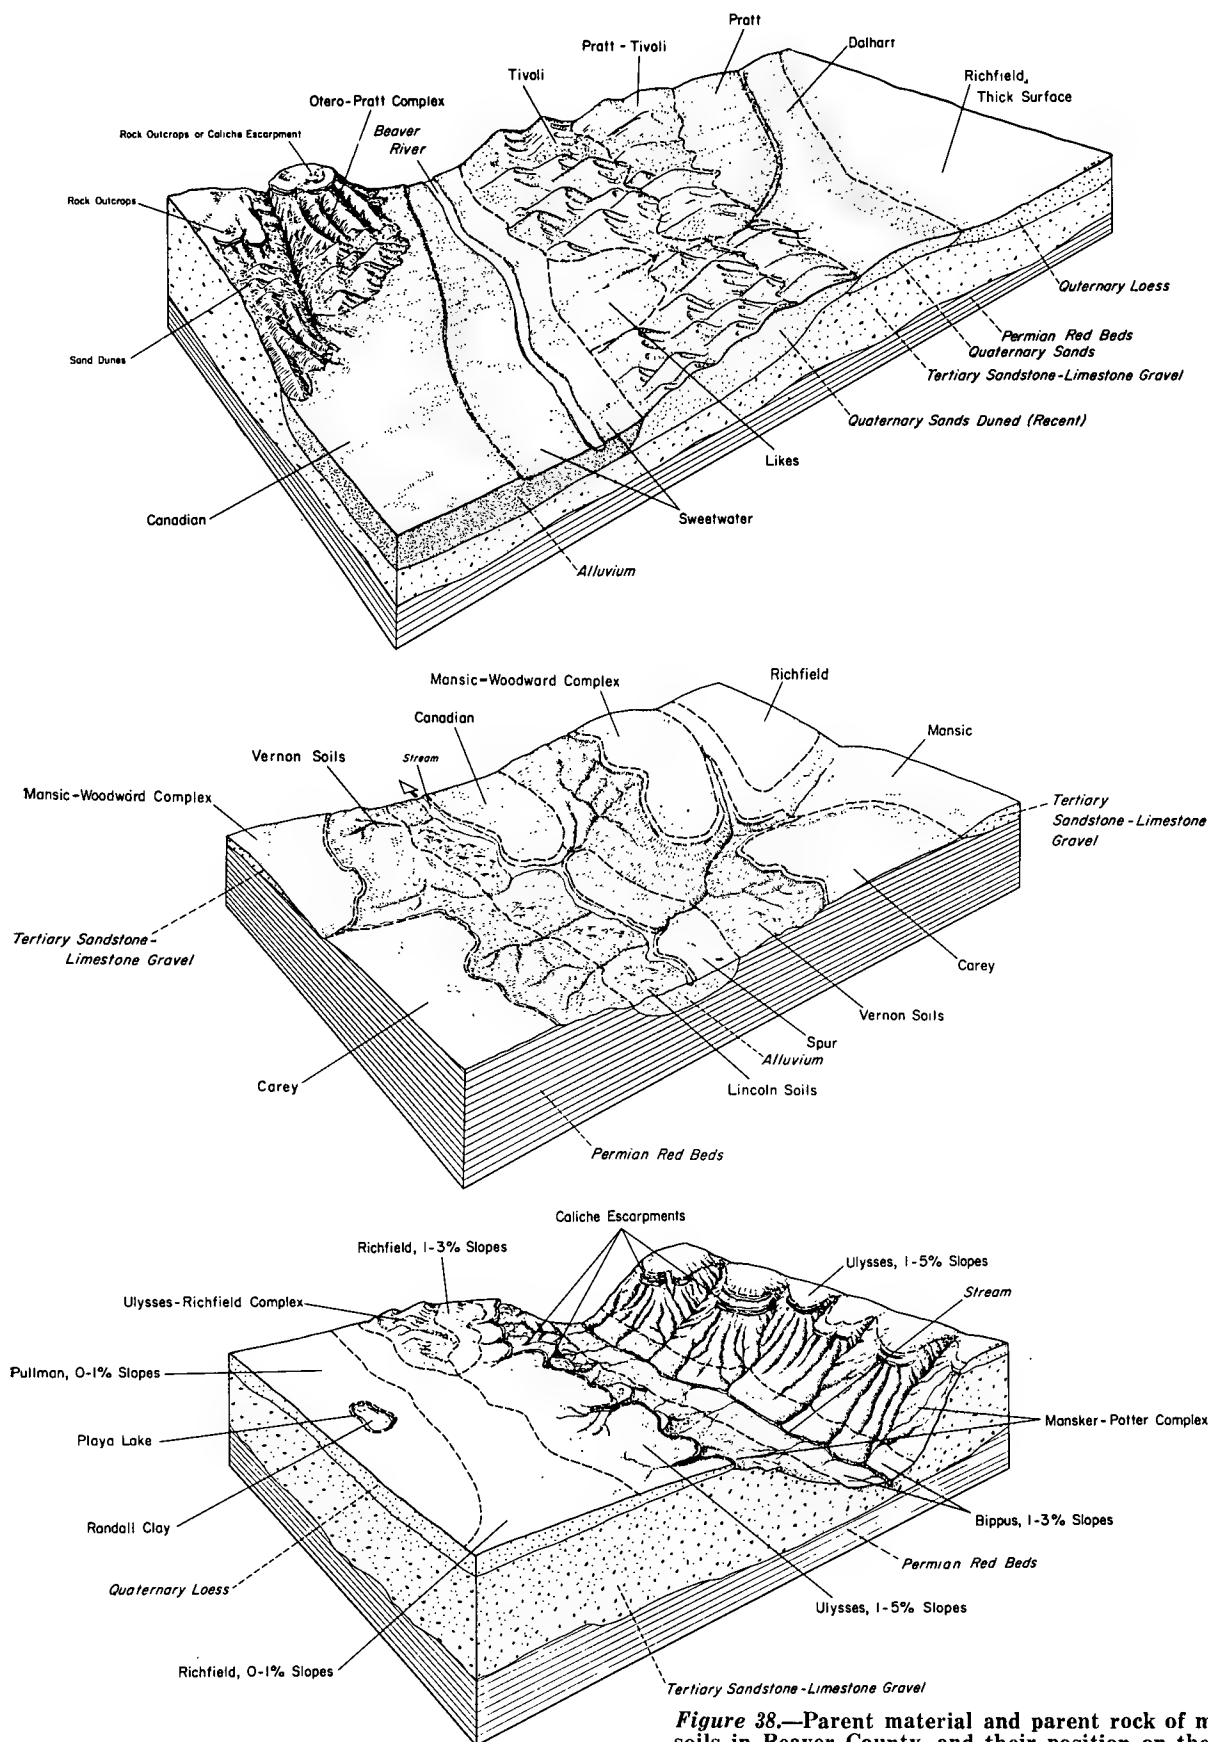 Pratt
Pratt - Tivoli
Dalhart
Tivoli
Richfield,
Thick Surface
Otero-Pratt Complex
Beaver
River
Rock Outcrops or Caliche Escarpment
Rock Outcrops
Quternary Loess
Permian Red Beds
Quaternary Sands
Tertiary Sandstone-Limestone Gravel
Sand Dunes
Quaternary Sands Duned (Recent)
Likes
Canadian
Sweetwater
Alluvium
Mansic-Woodward Complex
Richfield
Canadian
Mansic
Vernon Soils
Stream
Mansic-Woodward Complex
Tertiary
Sandstone-Limestone
Gravel
Tertiary Sandstone-
Limestone Gravel
Carey
Vernon Soils
Spur
Alluvium
Carey
Lincoln Soils
Permian Red Beds
Caliche Escarpments
Richfield, 1-3% Slopes
Ulysses, 1-5% Slopes
Stream
Ulysses-Richfield Complex
Pullman, 0-1% Slopes
Mansker-Potter Complex
Playa Lake
Randall Clay
Bippus, 1-3% Slopes
Permian Red Beds
Quaternary Loess
Ulysses, 1-5% Slopes
Richfield, 0-1% Slopes
Tertiary Sandstone-Limestone Gravel
Figure 38.—Parent material and parent rock of m
soils in Beaver County, and their position on the